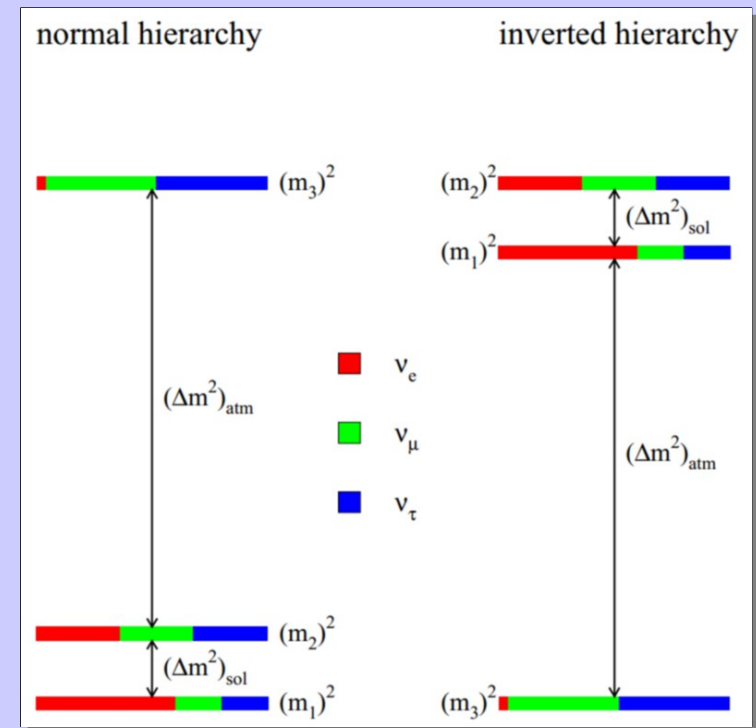 normal hierarchy
inverted hierarchy
(m₃)²
(m₂)²
(Δm²)sol
(m₁)²
νe
(Δm²)atm
νμ
(Δm²)atm
ντ
(m₂)²
(Δm²)sol
(m₁)²
(m₃)²